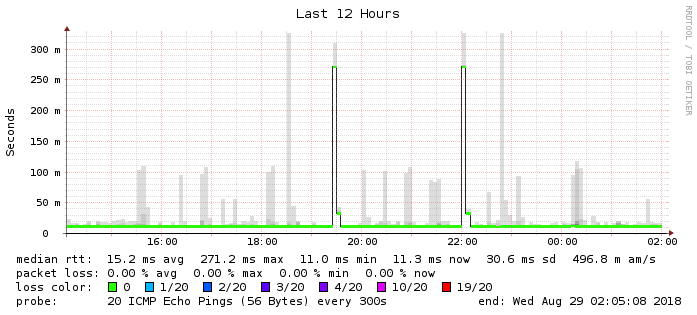 Last 12 Hours
RRDTOOL / TOBI OETIKER
Seconds
300 m
250 m
200 m
150 m
100 m
50 m
0
16:00 18:00 20:00 22:00 00:00 02:00
median rtt: 15.2 ms avg 271.2 ms max 11.0 ms min 11.3 ms now 30.6 ms sd 496.8 m am/s
packet loss: 0.00 % avg 0.00 % max 0.00 % min 0.00 % now
loss color: 0 1/20 2/20 3/20 4/20 10/20 19/20
probe: 20 ICMP Echo Pings (56 Bytes) every 300s end: Wed Aug 29 02:05:08 2018